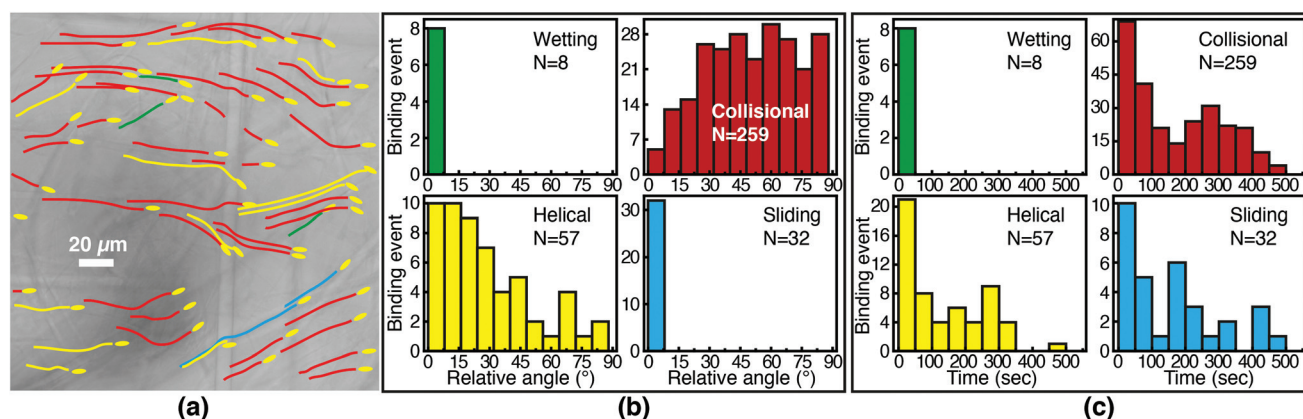 20 µm
(a)
Binding event
8
6
4
2
0
Wetting
N=8
0 15 30 45 60 75 90
28
21
14
7
0
Collisional
N=259
15 30 45 60 75 90
Binding event
10
8
6
4
2
0
Helical
N=57
0 15 30 45 60 75 90
Relative angle (°)
30
20
10
0
Sliding
N=32
0 15 30 45 60 75 90
Relative angle (°)
(b)
Binding event
8
6
4
2
0
Wetting
N=8
0 100 200 300 400 500
60
45
30
15
0
Collisional
N=259
0 100 200 300 400 500
Binding event
20
16
12
8
4
0
Helical
N=57
0 100 200 300 400 500
Time (sec)
10
8
6
4
2
0
Sliding
N=32
0 100 200 300 400 500
Time (sec)
(c)